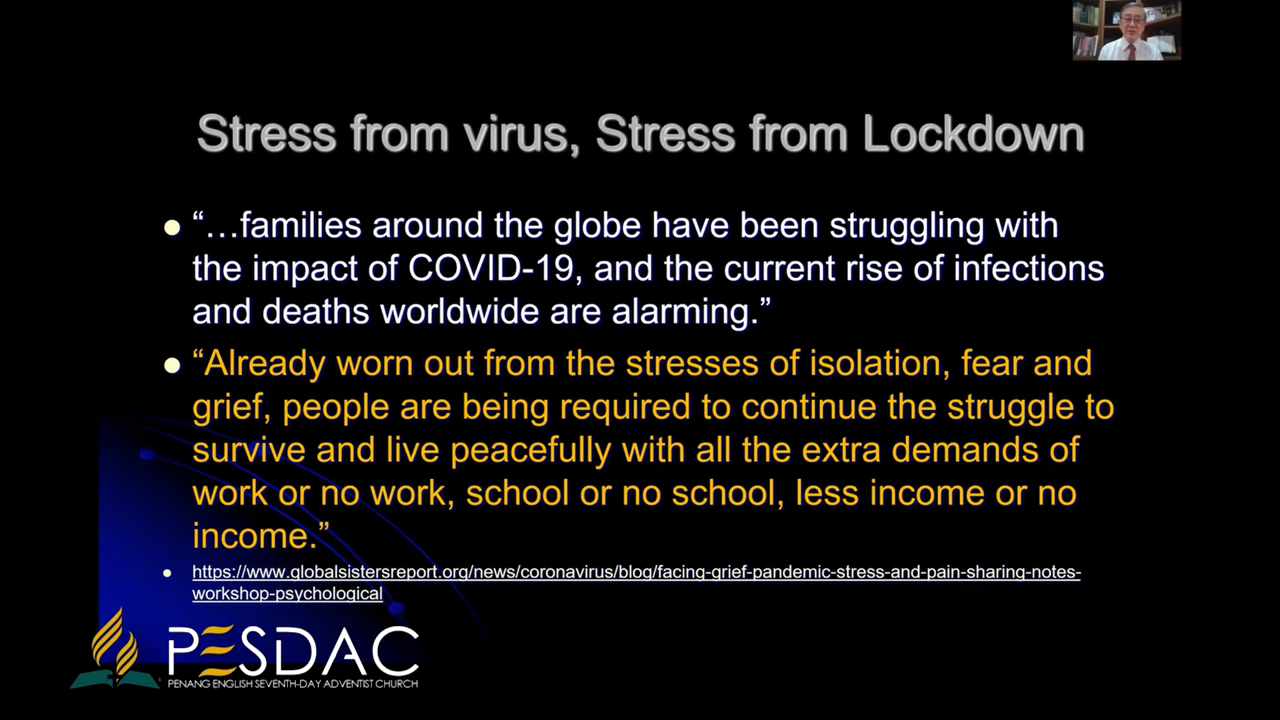 Stress from virus, Stress from Lockdown
“…families around the globe have been struggling with
the impact of COVID-19, and the current rise of infections
and deaths worldwide are alarming.”
“Already worn out from the stresses of isolation, fear and
grief, people are being required to continue the struggle to
survive and live peacefully with all the extra demands of
work or no work, school or no school, less income or no
income.”
https://www.globalsistersreport.org/news/coronavirus/blog/facing-grief-pandemic-stress-and-pain-sharing-notes-
workshop-psychological
PESDAC
PENANG ENGLISH SEVENTH-DAY ADVENTIST CHURCH